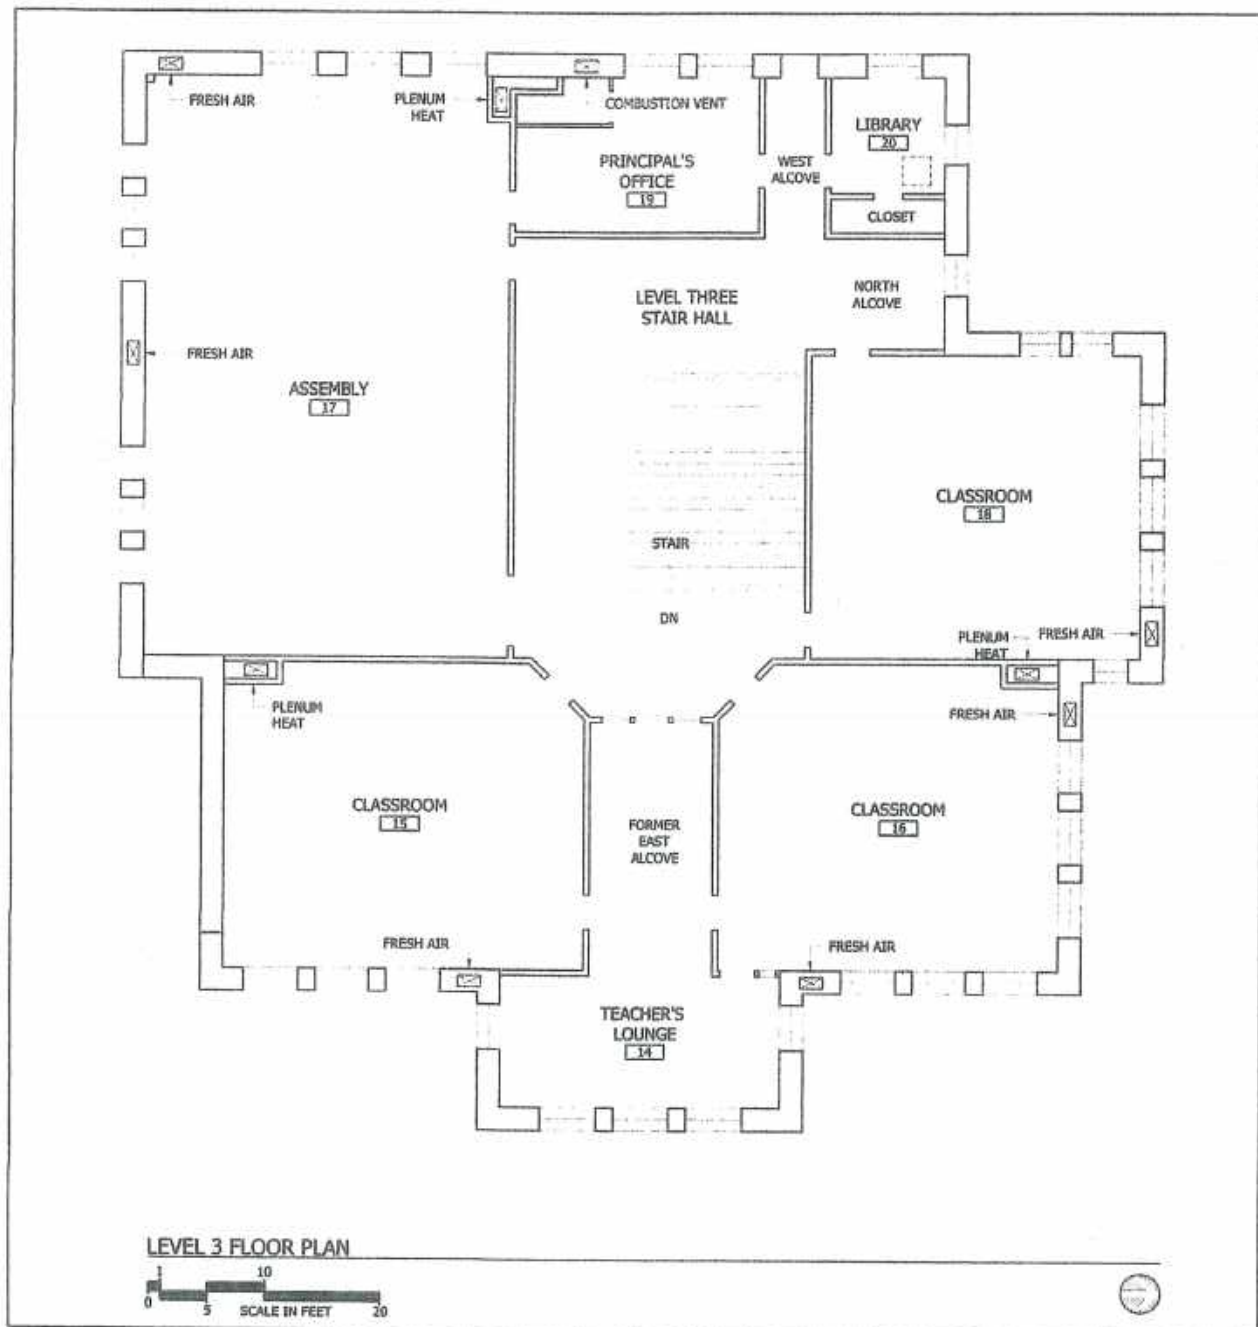 FRESH AIR
PLENUM
HEAT
COMBUSTION VENT
PRINCIPAL'S
OFFICE
19
WEST
ALCOVE
LIBRARY
20
CLOSET
LEVEL THREE
STAIR HALL
NORTH
ALCOVE
FRESH AIR
ASSEMBLY
17
CLASSROOM
18
STAIR
DN
PLENUM
HEAT
FRESH AIR
PLENUM
HEAT
FRESH AIR
CLASSROOM
15
FORMER
EAST
ALCOVE
CLASSROOM
16
FRESH AIR
FRESH AIR
TEACHER'S
LOUNGE
14
LEVEL 3 FLOOR PLAN
1 10
0 5 20
SCALE IN FEET